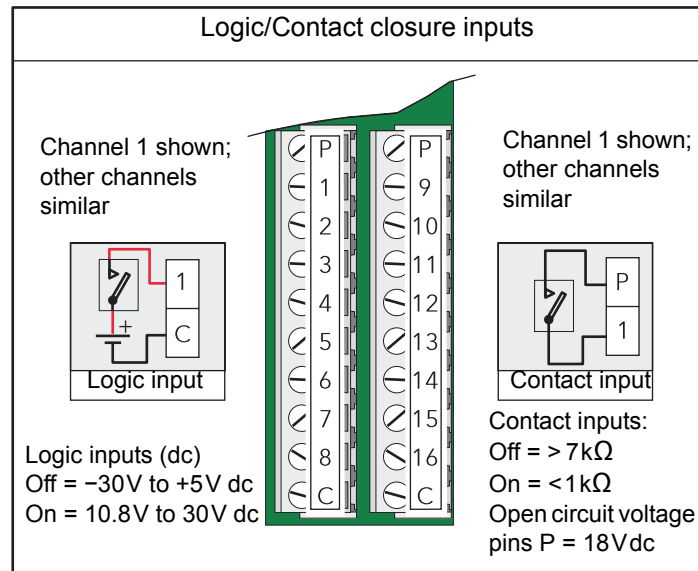 Logic/Contact closure inputs
Channel 1 shown;
other channels
similar
1
C
+
Logic input
Logic inputs (dc)
Off = −30V to +5V dc
On = 10.8V to 30V dc
P
1
2
3
4
5
6
7
8
C
P
9
10
11
12
13
14
15
16
C
Channel 1 shown;
other channels
similar
P
1
Contact input
Contact inputs:
Off = >7kΩ
On = <1kΩ
Open circuit voltage
pins P = 18Vdc